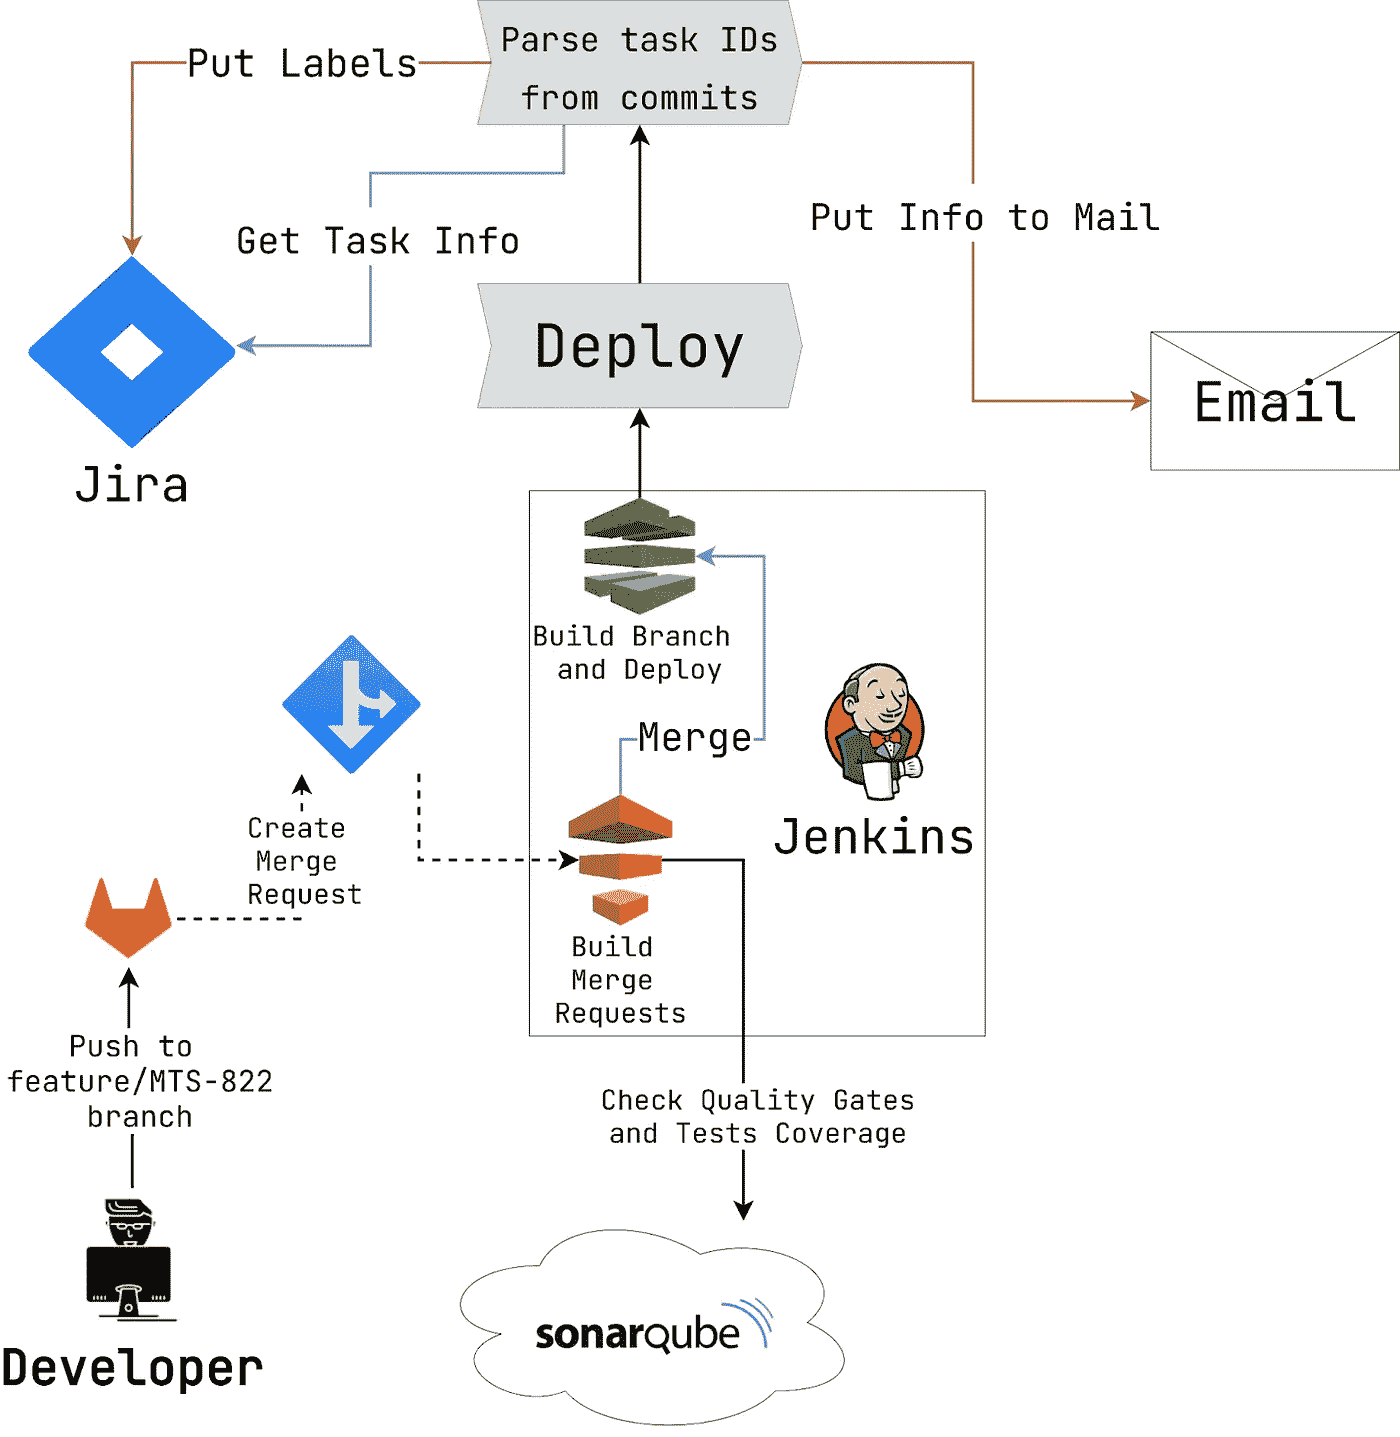 Parse task IDs
from commits
Put Labels
Put Info to Mail
Get Task Info
Deploy
Email
Jira
Build Branch
and Deploy
Merge
Jenkins
Create
Merge
Request
Build
Merge
Requests
Push to
feature/MTS-822
branch
Check Quality Gates
and Tests Coverage
sonarqube
Developer